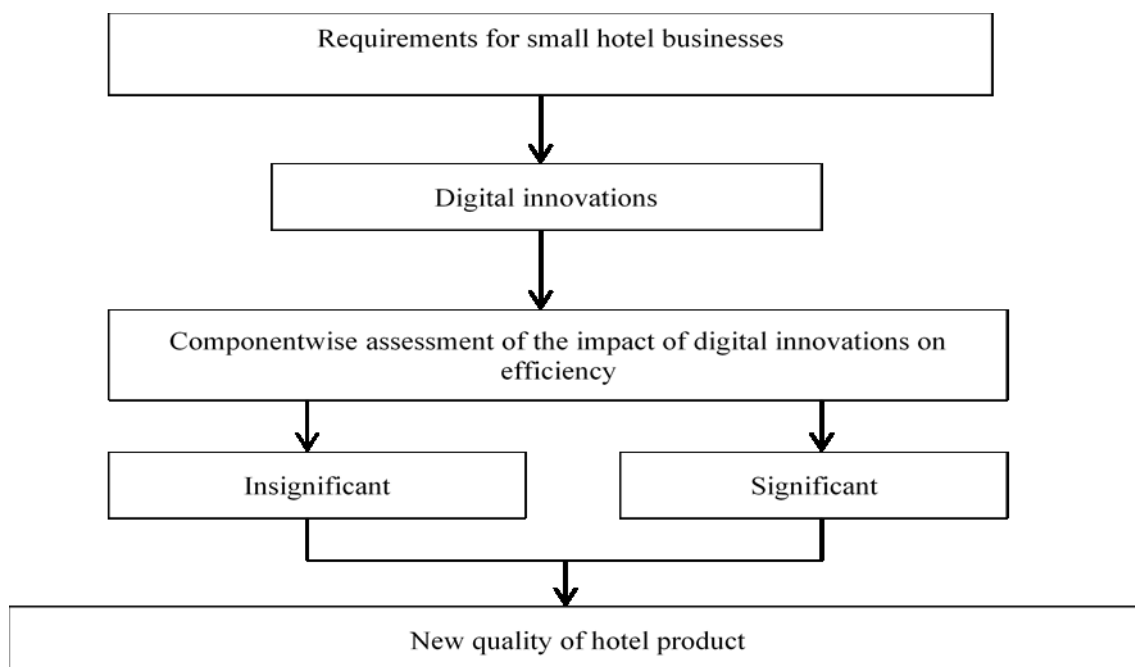 Requirements for small hotel businesses
Digital innovations
Componentwise assessment of the impact of digital innovations on
efficiency
Insignificant
Significant
New quality of hotel product